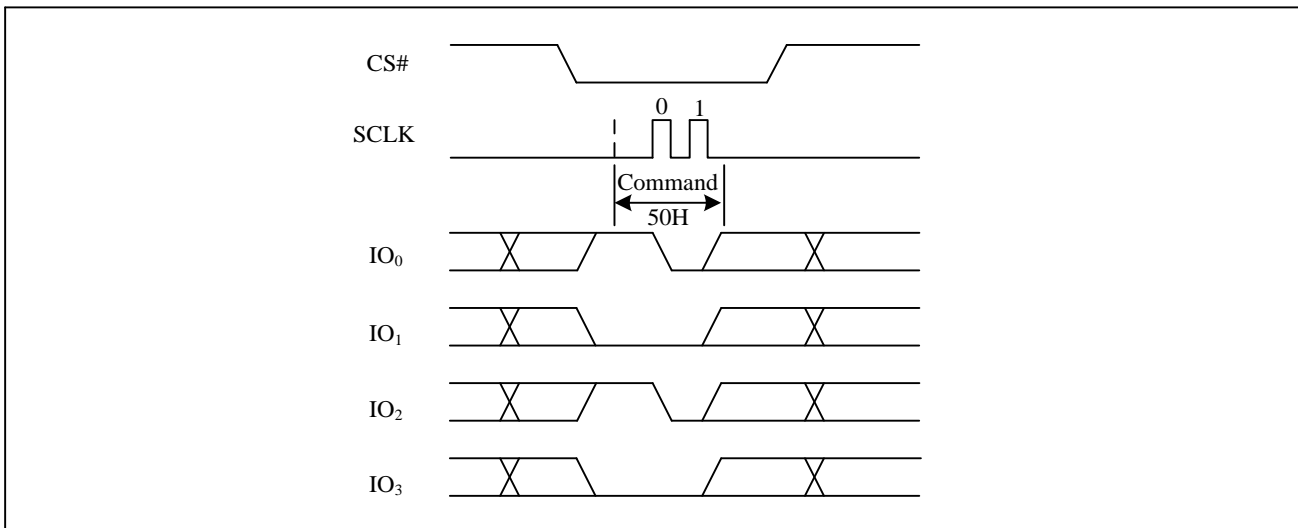 CS#
0 1
SCLK
Command
50H
IO₀
IO₁
IO₂
IO₃